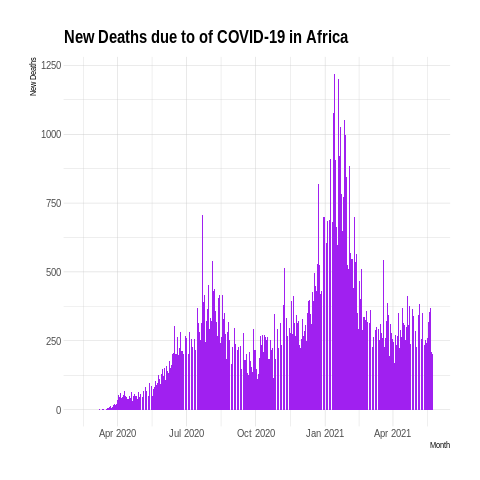 New Deaths due to of COVID-19 in Africa
New Deaths
1250
1000
750
500
250
0
Apr 2020 Jul 2020 Oct 2020 Jan 2021 Apr 2021
Month